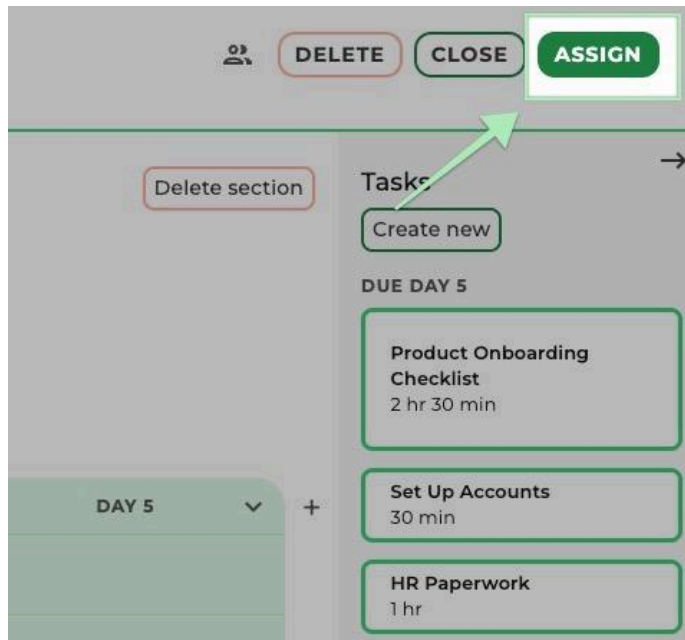 DELETE CLOSE ASSIGN
Delete section
Tasks
Create new
DUE DAY 5
Product Onboarding
Checklist
2 hr 30 min
DAY 5
Set Up Accounts
30 min
HR Paperwork
1 hr